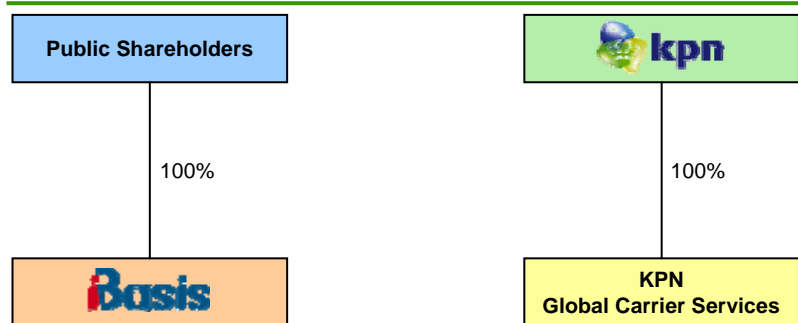 Public Shareholders
kpn
100%
100%
iBasis
KPN
Global Carrier Services